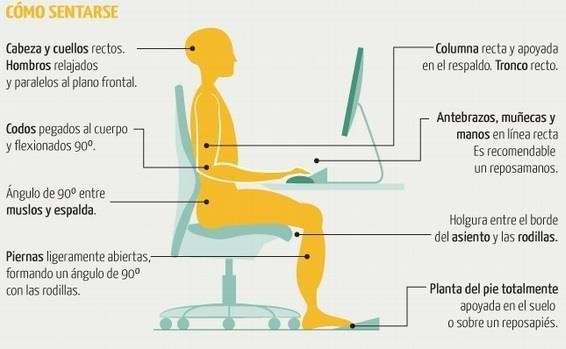 CÓMO SENTARSE
Cabeza y cuellos rectos.
Hombros relajados
y paralelos al plano frontal.
Codos pegados al cuerpo
y flexionados 90º.
Ángulo de 90º entre
muslos y espalda.
Piernas ligeramente abiertas,
formando un ángulo de 90º
con las rodillas.
Columna recta y apoyada
en el respaldo. Tronco recto.
Antebrazos, muñecas y
manos en línea recta
Es recomendable
un reposamanos.
Holgura entre el borde
del asiento y las rodillas.
Planta del pie totalmente
apoyada en el suelo
o sobre un reposapiés.